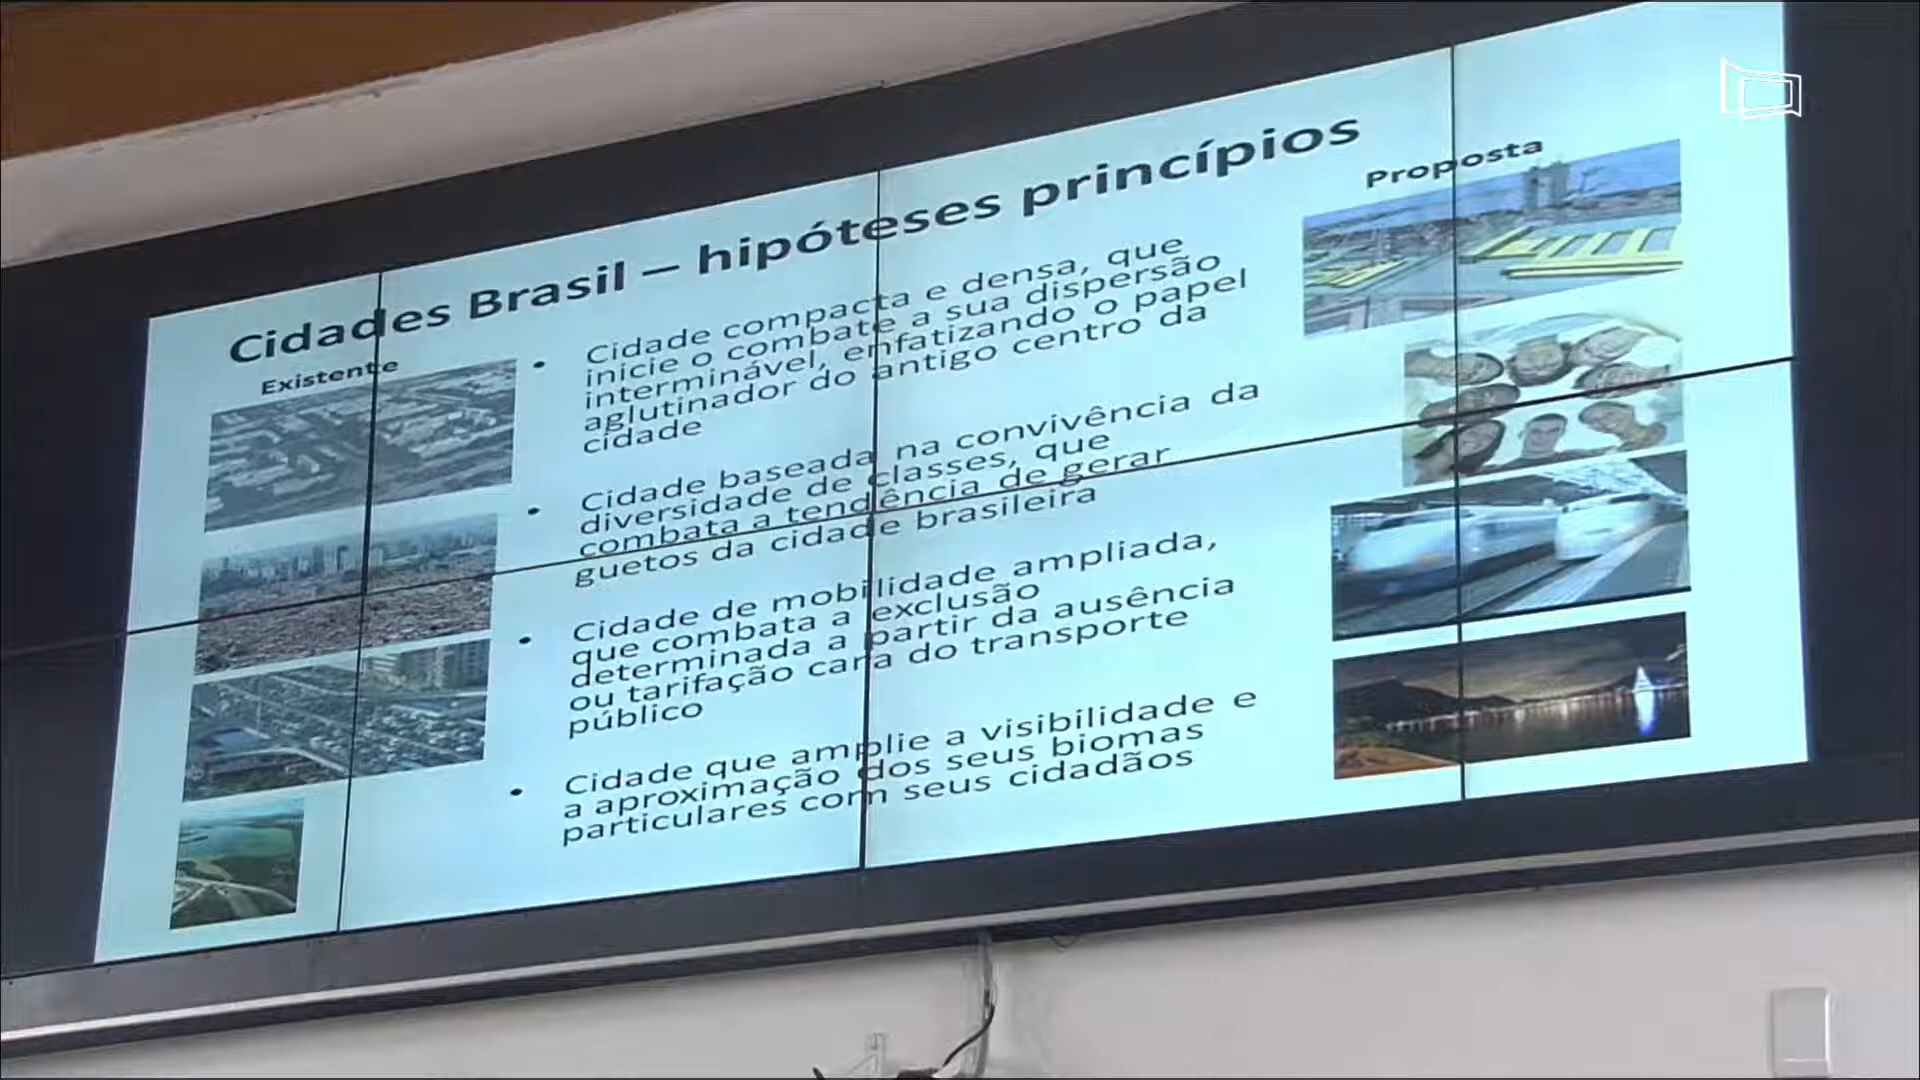 Cidades Brasil – hipóteses princípios
Existente
Proposta
• Cidade compacta e densa, que
inicie o combate a sua dispersão
interminável, enfatizando o papel
aglutinador do antigo centro da
cidade
• Cidade baseada na convivência da
diversidade de classes, que
combata a tendência de gerar
guetos da cidade brasileira
• Cidade de mobilidade ampliada,
que combata a exclusão
determinada a partir da ausência
ou tarifação cara do transporte
público
• Cidade que amplie a visibilidade e
a aproximação dos seus biomas
particulares com seus cidadãos